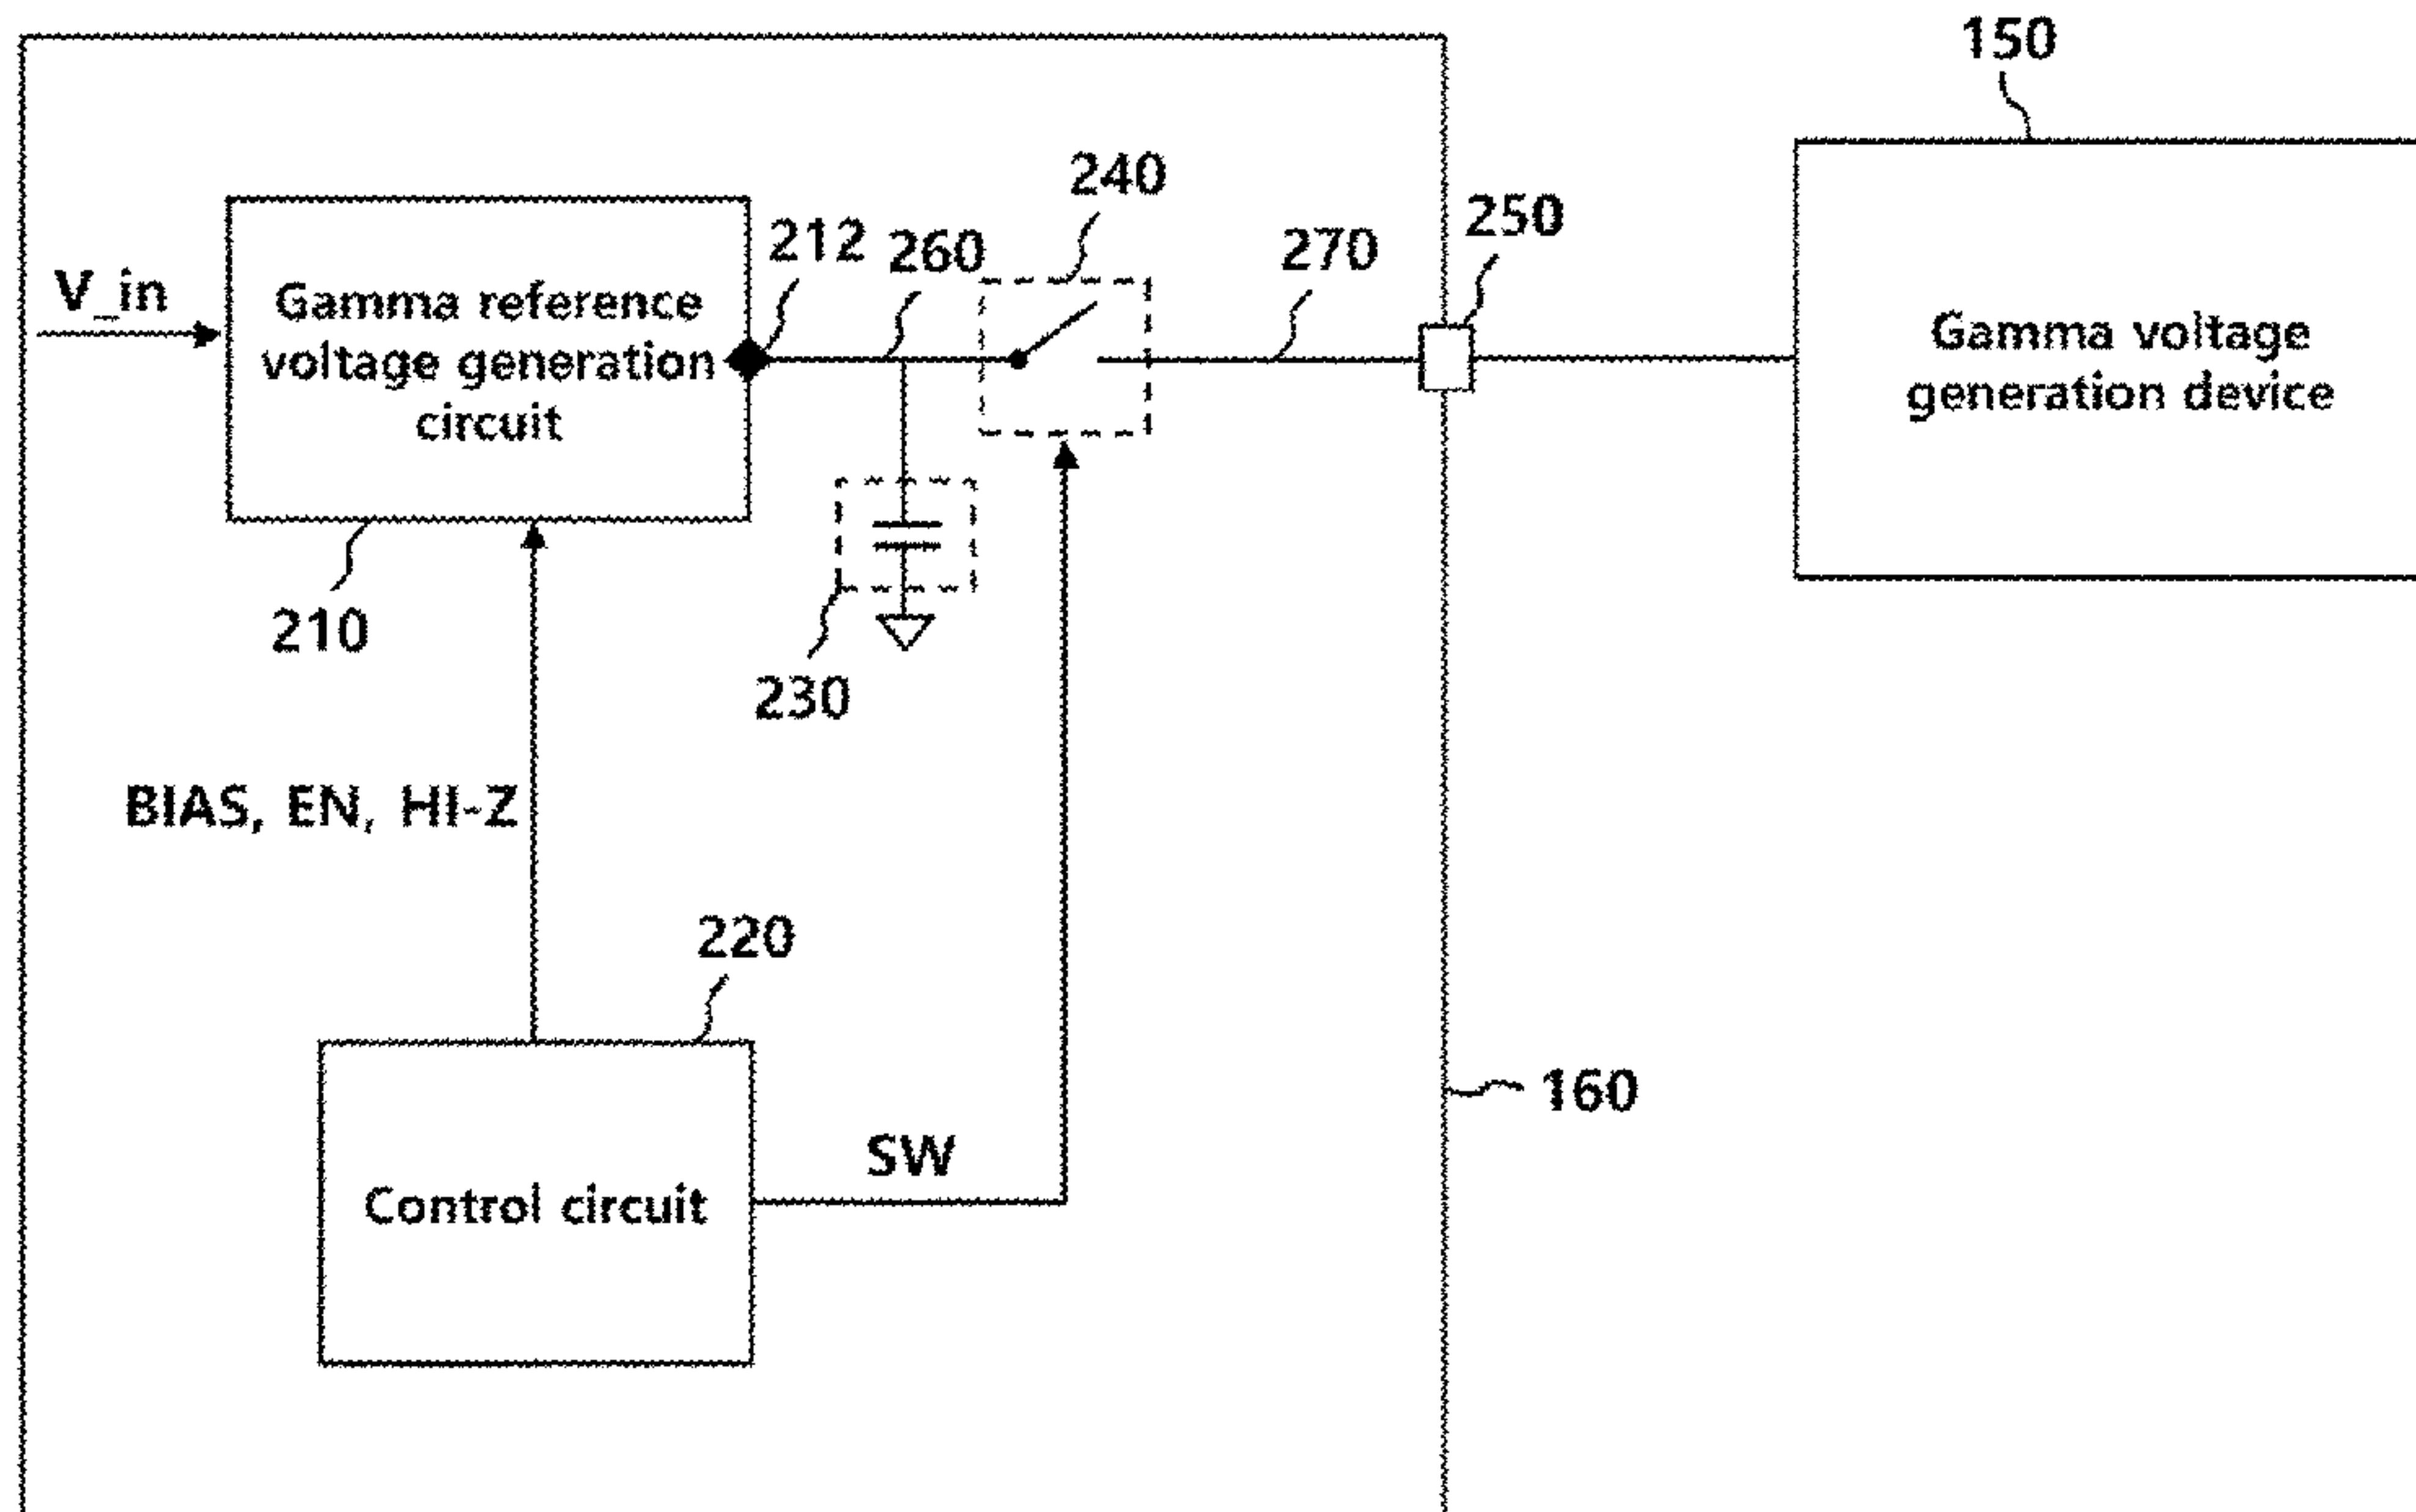 150
240
250
212
260
270
V_in
Gamma reference
voltage generation
circuit
Gamma voltage
generation device
210
230
BIAS, EN, HI-Z
220
160
SW
Control circuit